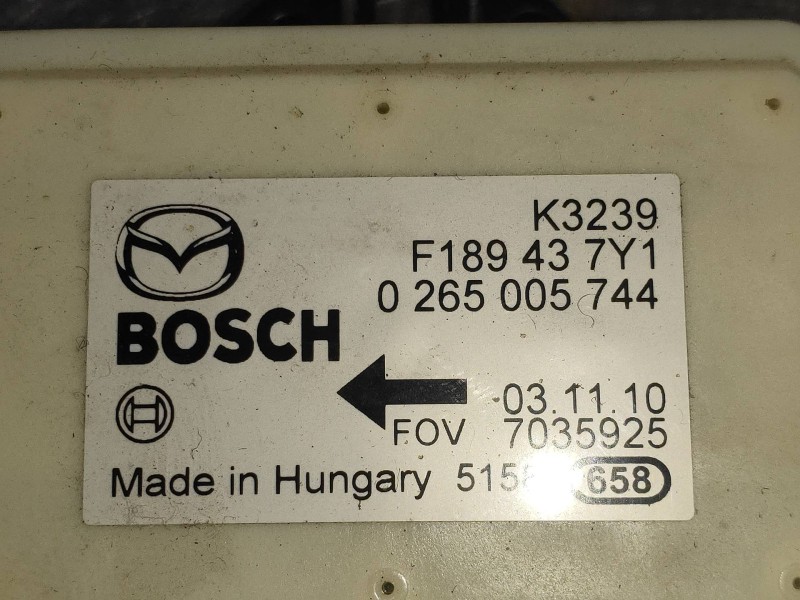 K3239
F189 43 7Y1
0 265 005 744
BOSCH
03.11.10
FOV 7035925
Made in Hungary 658